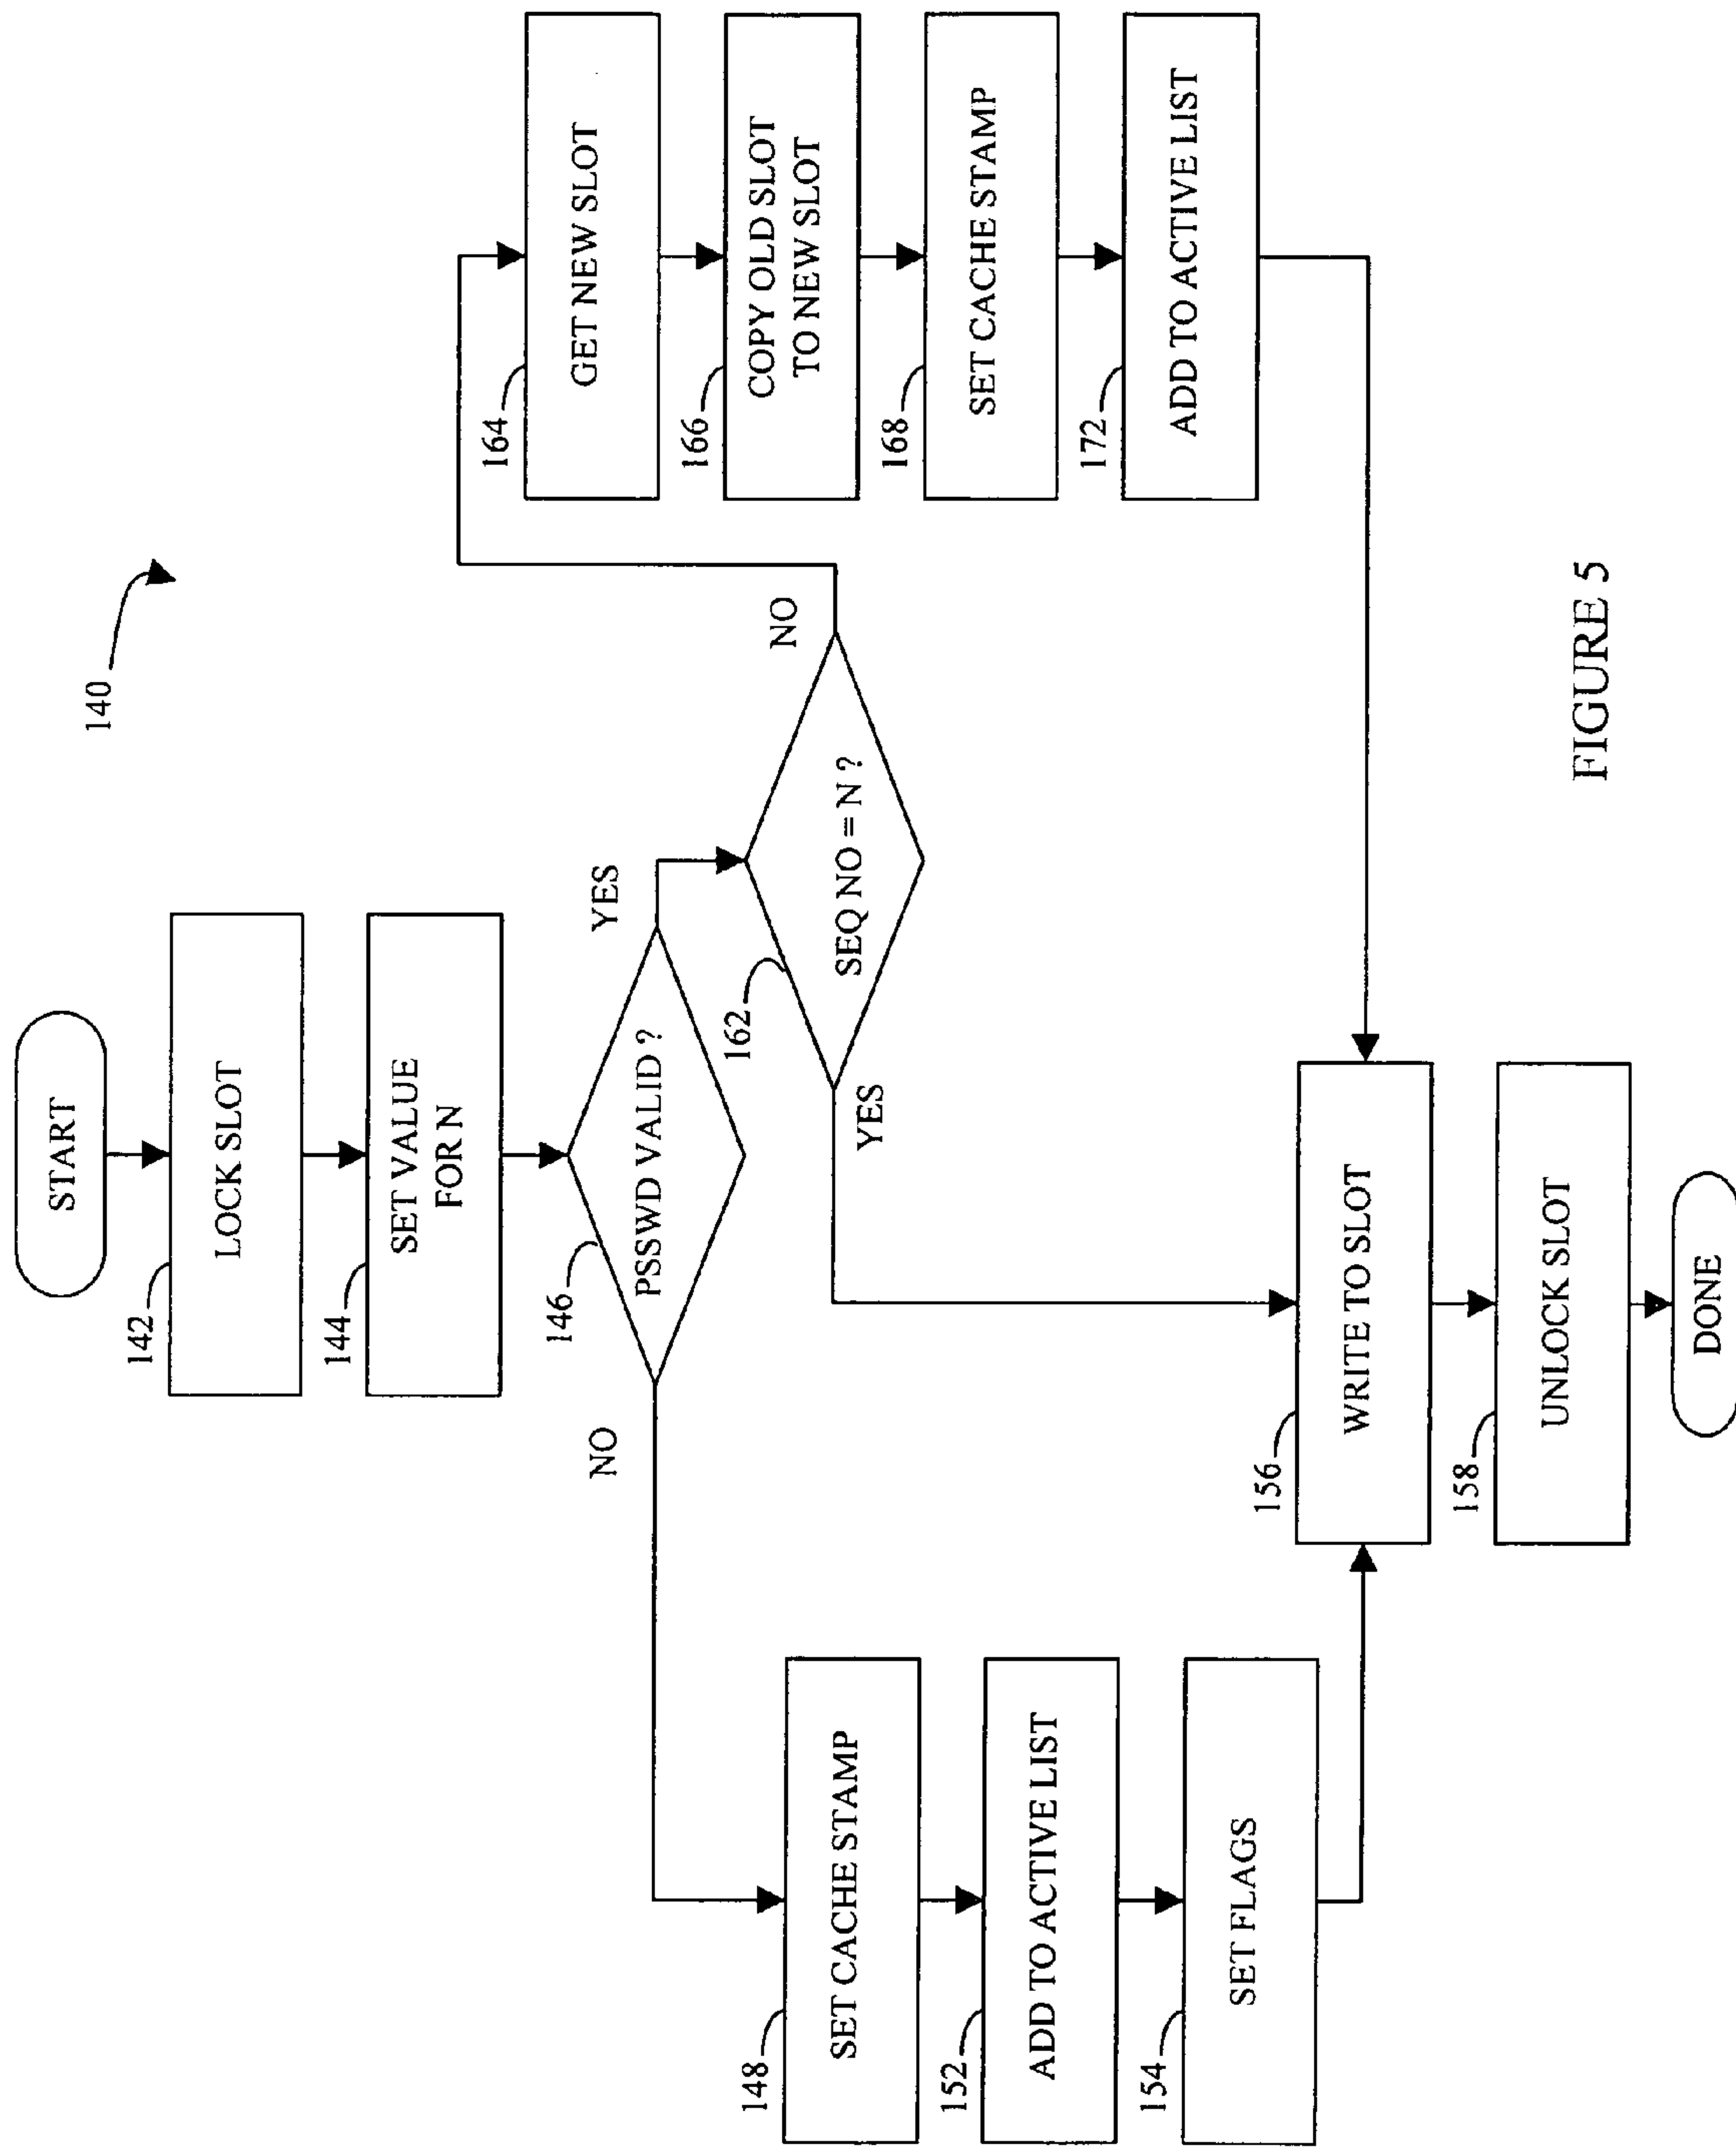 140
START
142
LOCK SLOT
144
SET VALUE
FOR N
146
PSSWD VALID ?
NO
YES
148
SET CACHE STAMP
152
ADD TO ACTIVE LIST
154
SET FLAGS
162
SEQ NO = N ?
YES
NO
164
GET NEW SLOT
166
COPY OLD SLOT
TO NEW SLOT
168
SET CACHE STAMP
172
ADD TO ACTIVE LIST
156
WRITE TO SLOT
158
UNLOCK SLOT
DONE
FIGURE 5